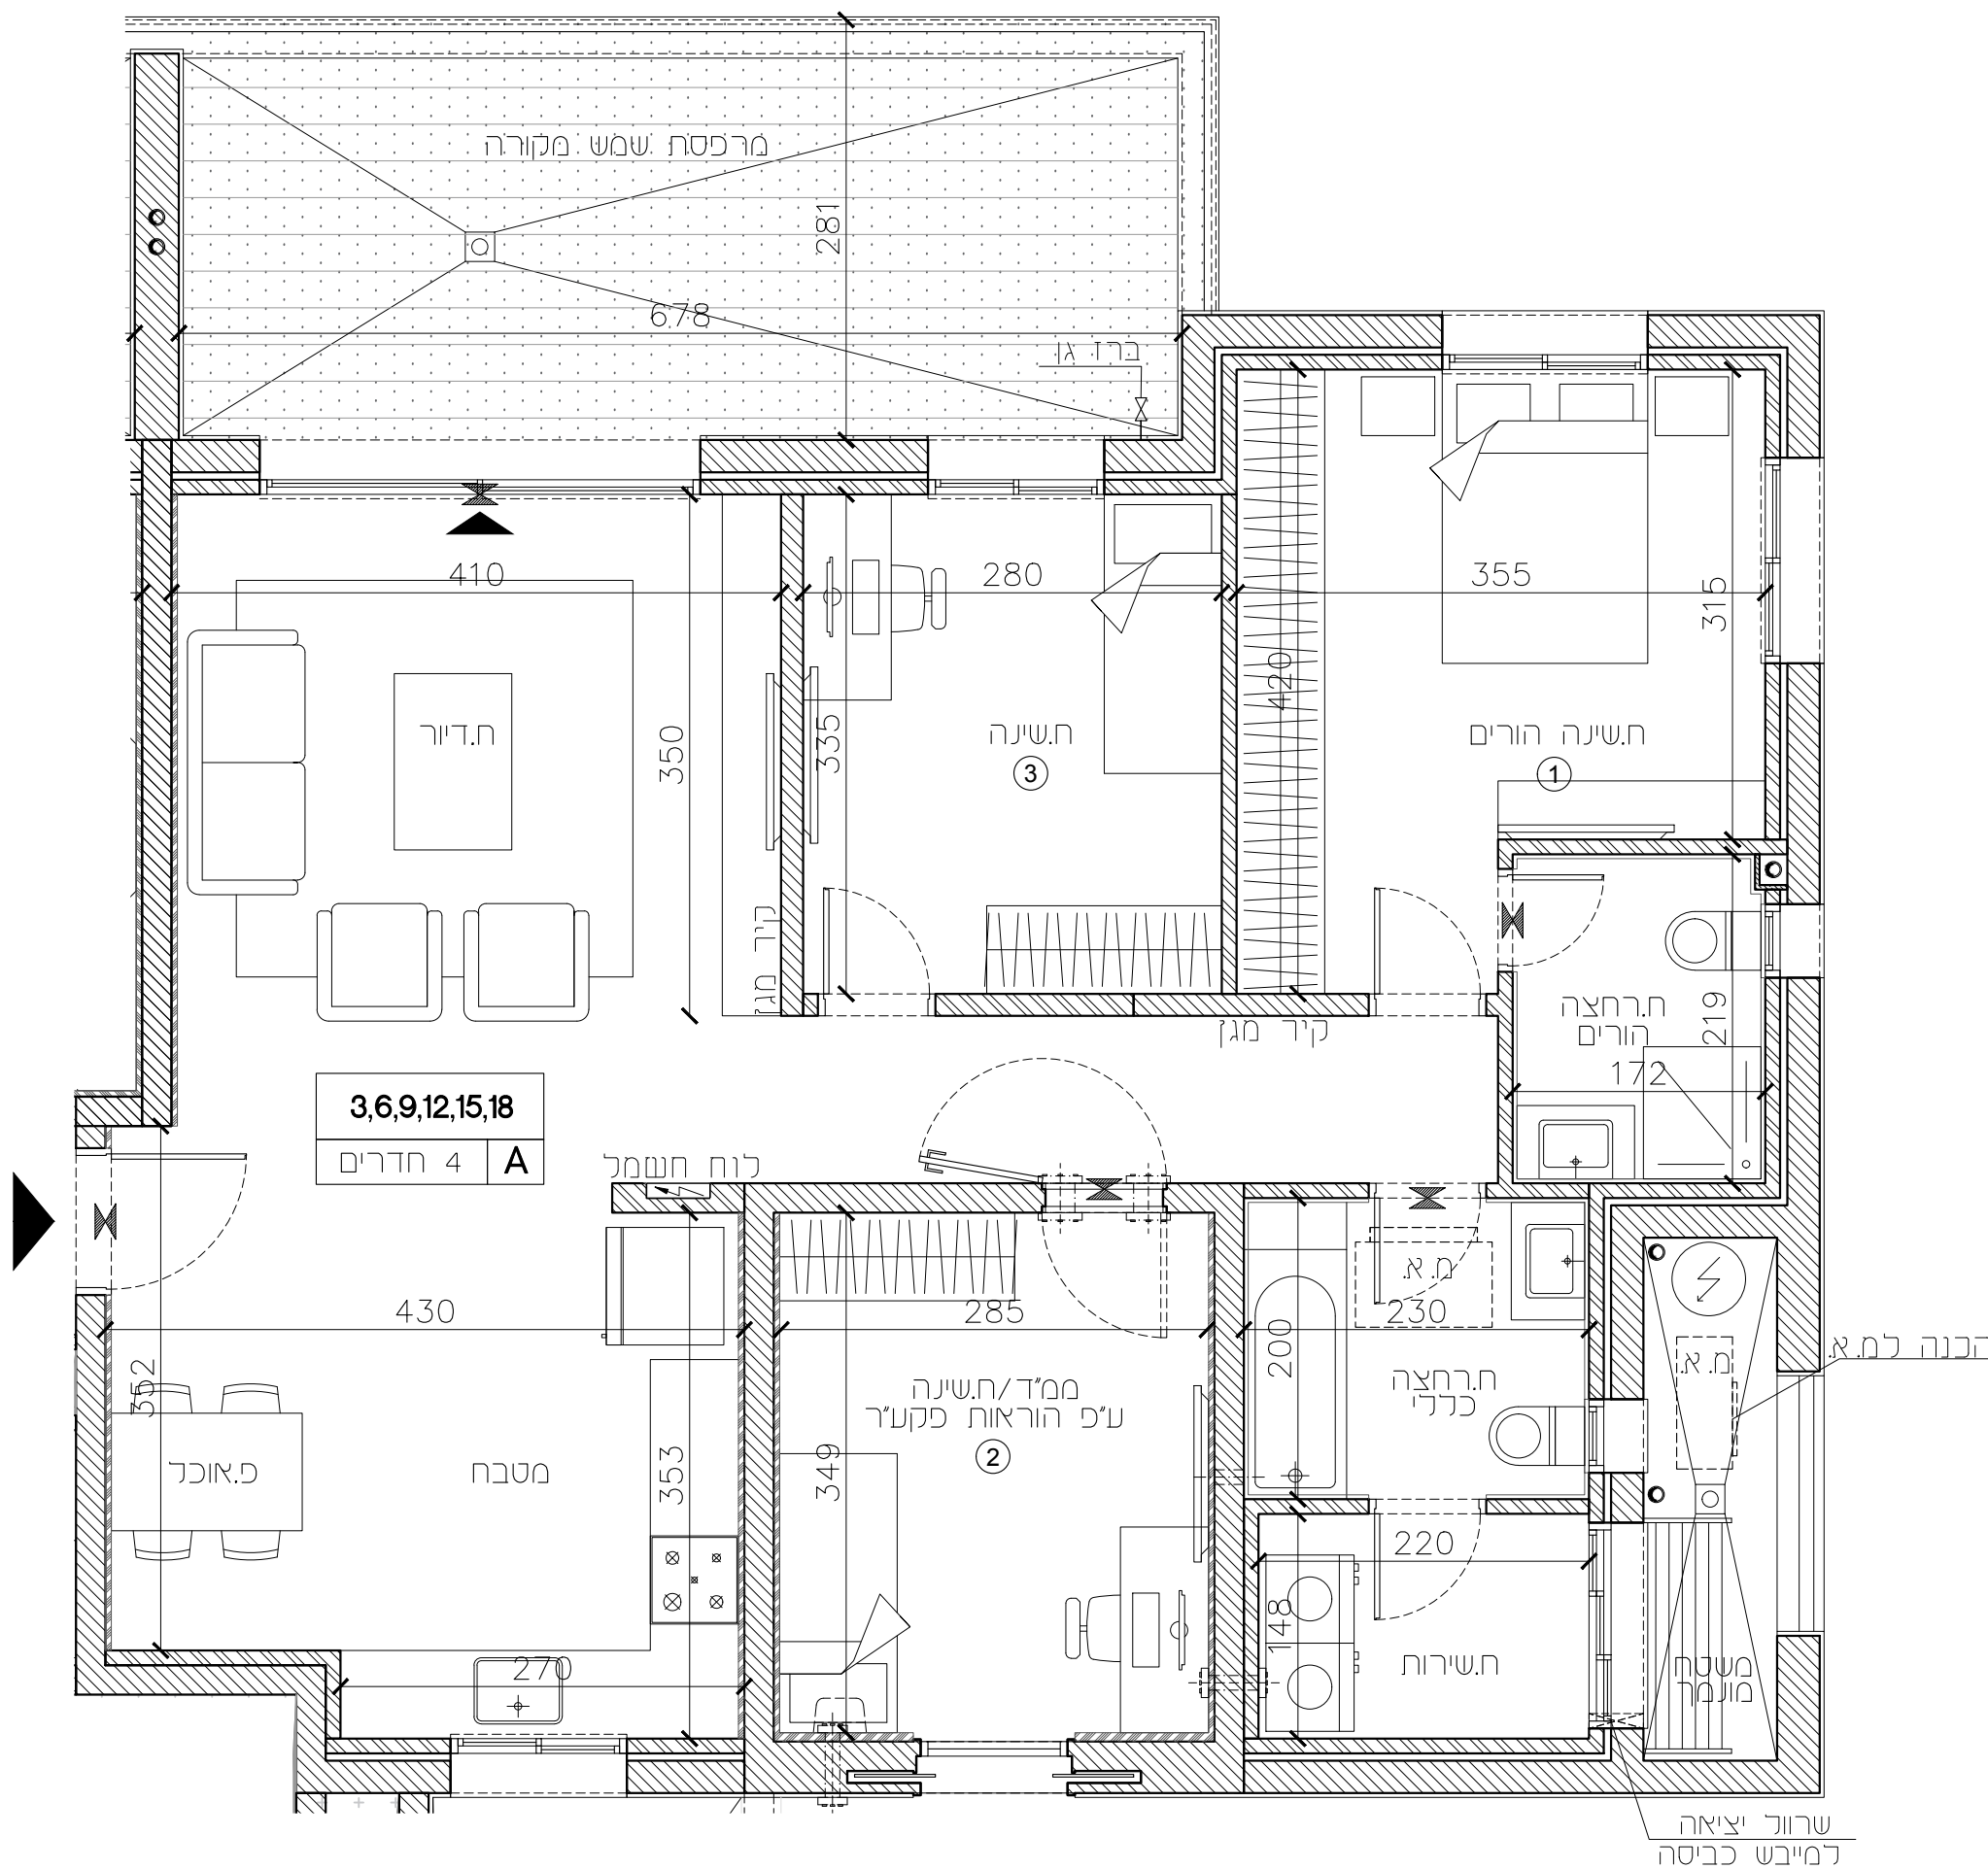 מרפסת שמש מקורה
281
678
ברז גן
410
280
355
315
420
350
335
ח.דיור
ח.שינה
3
ח.שינה הורים
1
קיר מגן
קיר מגן
ח.רחצה
הורים
219
172
3,6,9,12,15,18
4 חדרים
A
לוח חשמל
מ.א.
430
285
230
200
352
הכנה למ.א.
מ.א.
ממ"ד/ח.שינה
ע"פ הוראות פקע"ר
2
ח.רחצה
כללי
349
353
פ.אוכל
מטבח
220
148
270
ח.שירות
משטח
מונמך
שרוול יציאה
למייבש כביסה